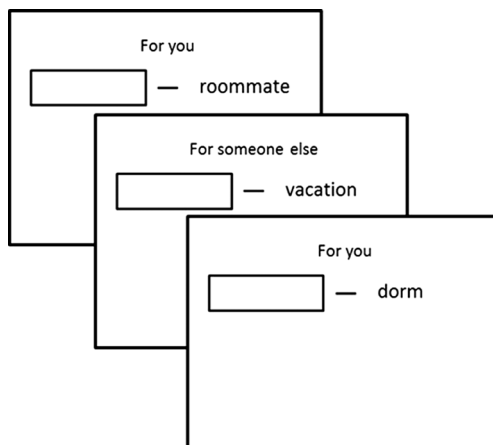 For you
— roommate
For someone else
— vacation
For you
— dorm